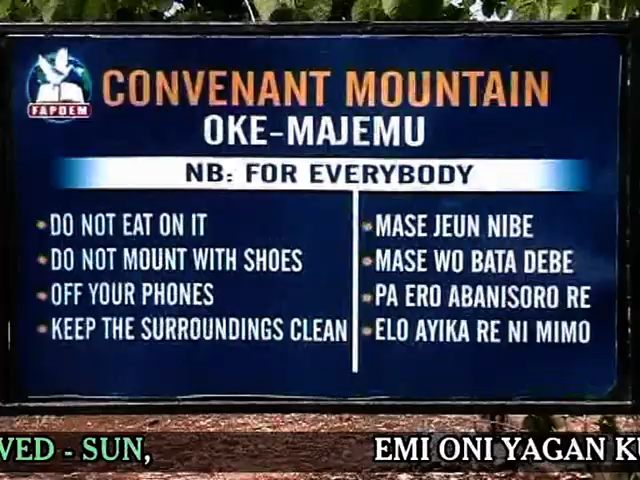 FAPDEM
CONVENANT MOUNTAIN
OKE-MAJEMU
NB: FOR EVERYBODY
DO NOT EAT ON IT
DO NOT MOUNT WITH SHOES
OFF YOUR PHONES
KEEP THE SURROUNDINGS CLEAN
MASE JEUN NIBE
MASE WO BATA DEBE
PA ERO ABANISORO RE
ELO AYIKA RE NI MIMO
VED - SUN, EMI ONI YAGAN KU